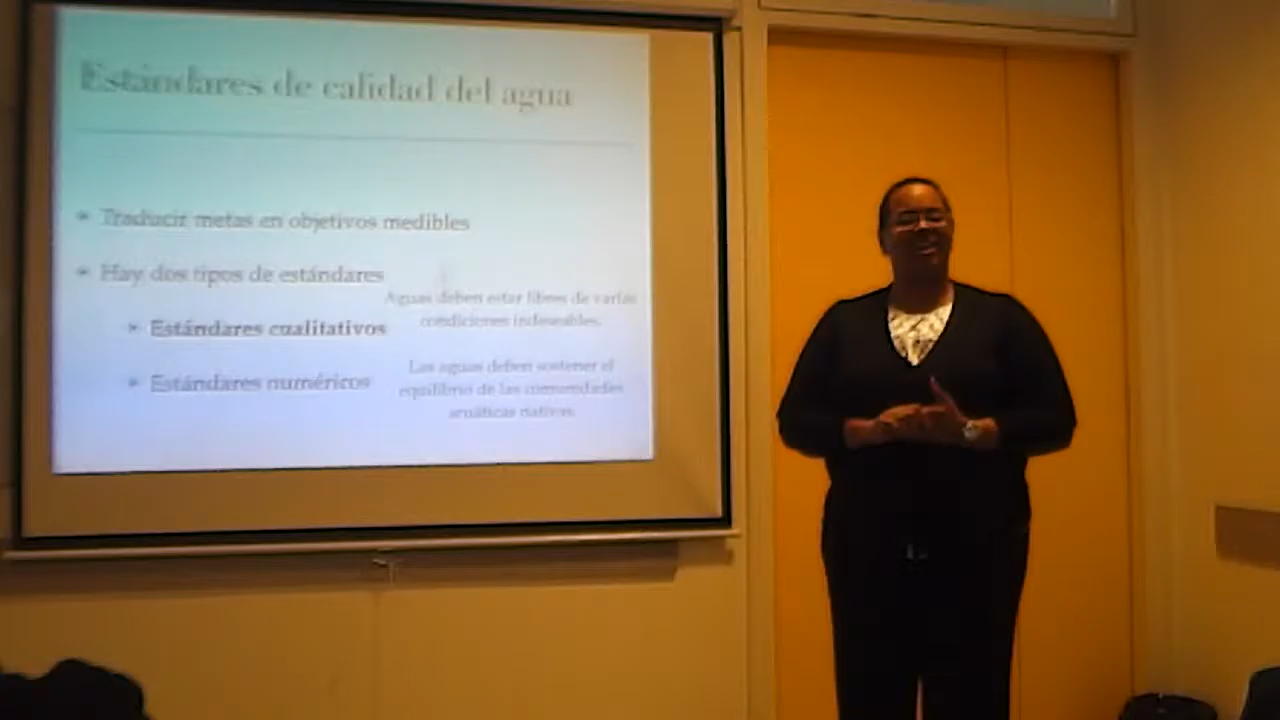 Estándares de calidad del agua
Traducir metas en objetivos medibles
Hay dos tipos de estándares
Estándares cualitativos
Aguas deben estar libres de varias
condiciones indeseables.
Estándares numéricos
Las aguas deben sostener el
equilibrio de las comunidades
acuáticas nativas.